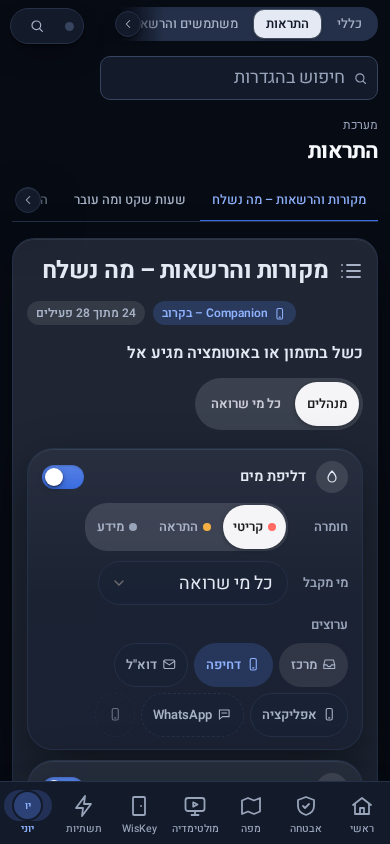 כללי התראות משתמשים והרשא
חיפוש בהגדרות
מערכת
התראות
מקורות והרשאות – מה נשלח שעות שקט ומה עובר ה
מקורות והרשאות – מה נשלח
Companion – בקרוב 24 מתוך 28 פעילים
כשל בתזמון או באוטומציה מגיע אל
מנהלים כל מי שרואה
דליפת מים
חומרה קריטי התראה מידע
מי מקבל כל מי שרואה
ערוצים
מרכז דחיפה דוא"ל
אפליקציה WhatsApp
יו
ראשי אבטחה מפה מולטימדיה WisKey תשתיות יוני